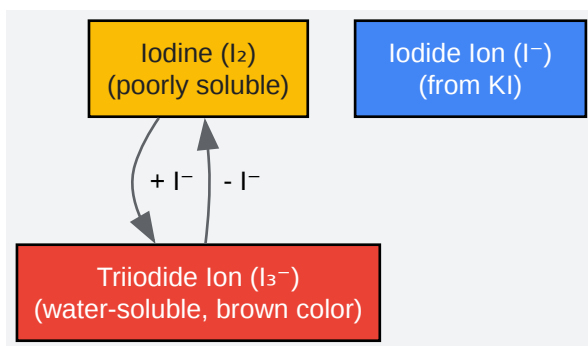 Iodine (I₂)
(poorly soluble)
Iodide Ion (I⁻)
(from KI)
+ I⁻
- I⁻
Triiodide Ion (I₃⁻)
(water-soluble, brown color)